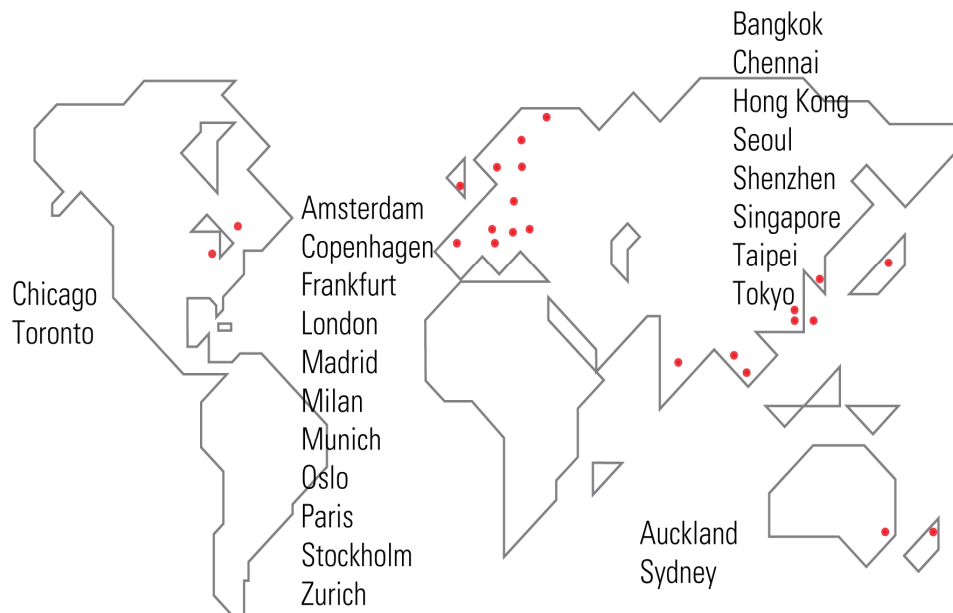 Chicago
Toronto
Amsterdam
Copenhagen
Frankfurt
London
Madrid
Milan
Munich
Oslo
Paris
Stockholm
Zurich
Bangkok
Chennai
Hong Kong
Seoul
Shenzhen
Singapore
Taipei
Tokyo
Auckland
Sydney